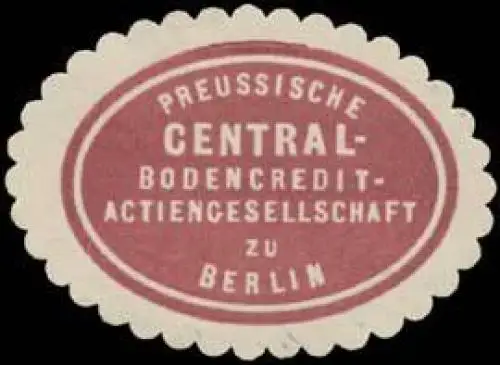 PREUSSISCHE
CENTRAL-
BODENCREDIT-
ACTIENGESELLSCHAFT
ZU
BERLIN